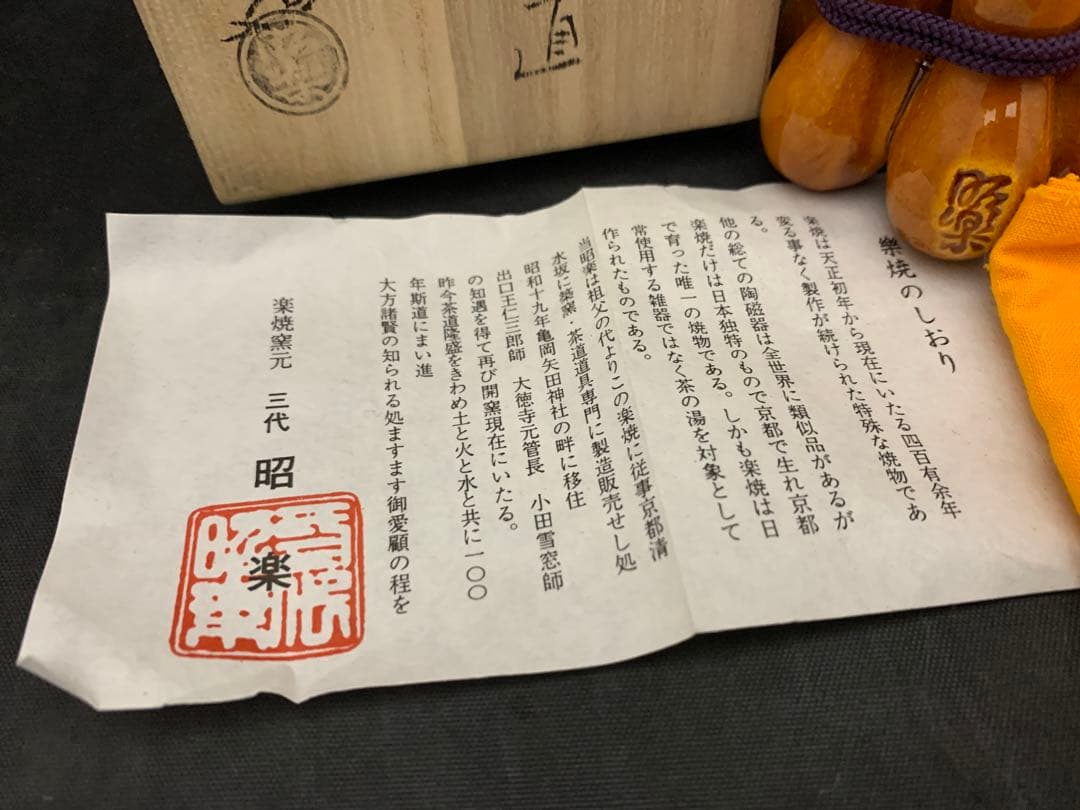 樂焼のしおり
楽焼は天正初年から現在にいたる四百有余年
変る事なく製作が続けられた特殊な焼物であ
る。
他の総ての陶磁器は全世界に類似品があるが
楽焼だけは日本独特のもので京都で生れ京都
で育った唯一の焼物である。しかも楽焼は日
常使用する雑器ではなく茶の湯を対象として
作られたものである。
当昭楽は祖父の代よりこの楽焼に従事京都清
水坂に築窯・茶道道具専門に製造販売せし処
昭和十九年亀岡矢田神社の畔に移住
出口王仁三郎師 大徳寺元管長 小田雪窓師
の知遇を得て再び開窯現在にいたる。
昨今茶道隆盛をきわめ土と火と水と共に一〇〇
年斯道にまい進
大方諸賢の知られる処ますます御愛顧の程を
楽焼窯元 三代 昭楽